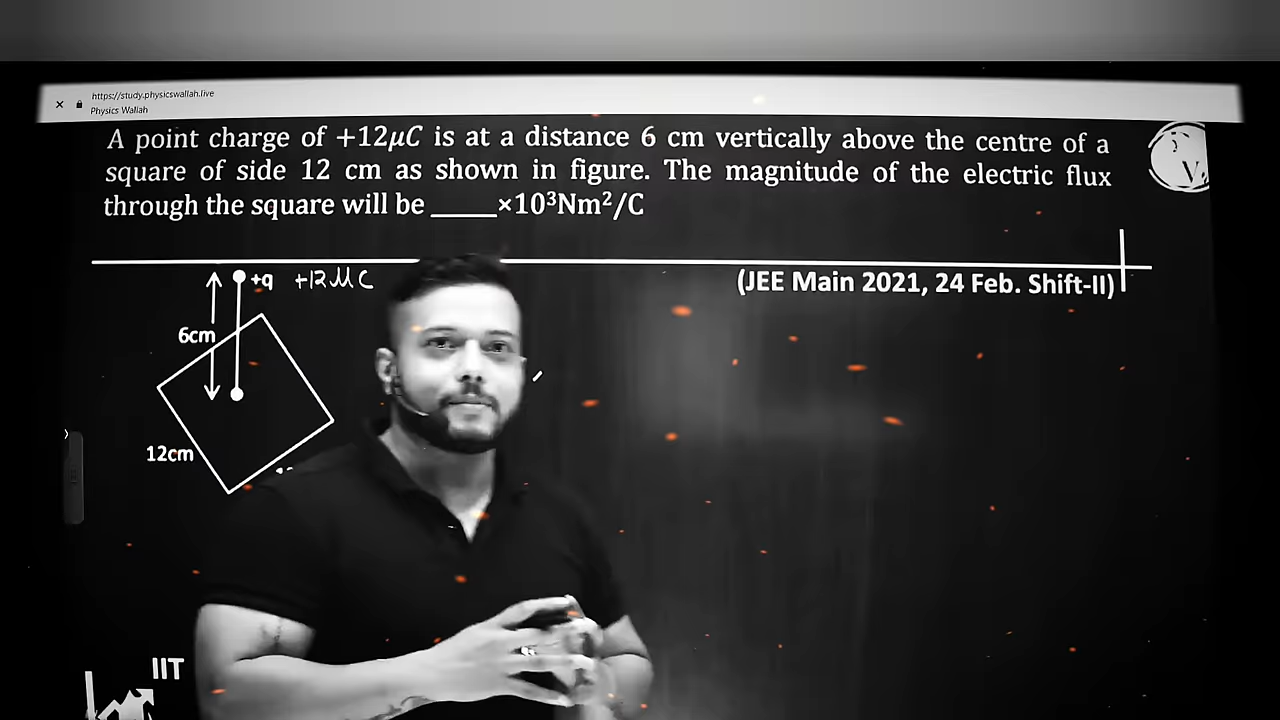 https://study.physicswallah.live
Physics Wallah
A point charge of +12μC is at a distance 6 cm vertically above the centre of a
square of side 12 cm as shown in figure. The magnitude of the electric flux
through the square will be ____×10³Nm²/C
+q +12μC
(JEE Main 2021, 24 Feb. Shift-II)
6cm
12cm
IIT